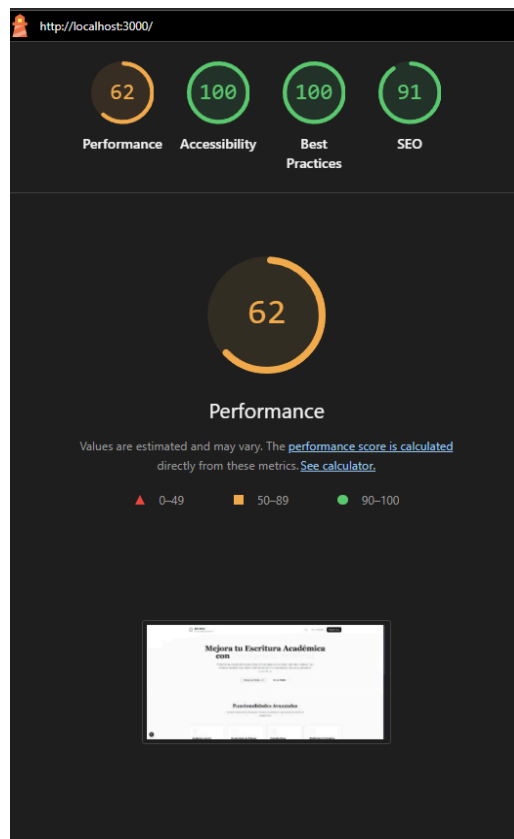 http://localhost:3000/
62
100
100
91
Performance
Accessibility
Best
Practices
SEO
62
Performance
Values are estimated and may vary. The performance score is calculated
directly from these metrics. See calculator.
0–49
50–89
90–100
Mejora tu Escritura Académica
con
Funcionalidades Avanzadas